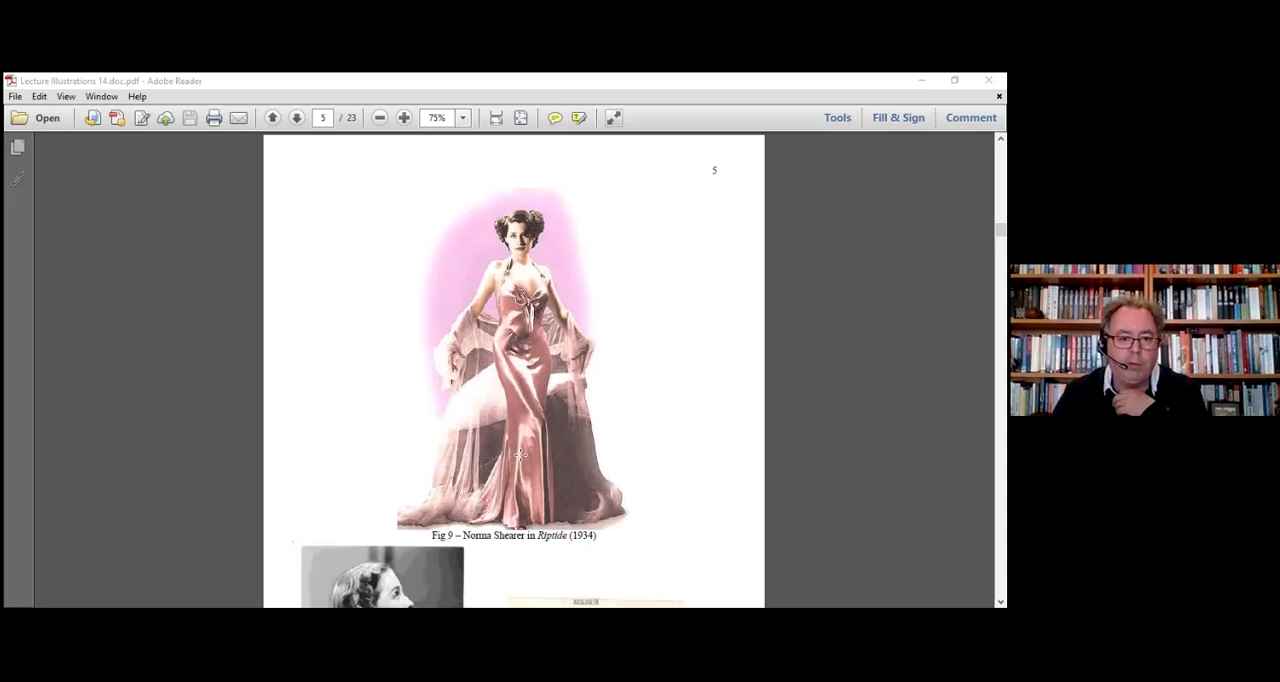 Lecture Illustrations 14.doc.pdf - Adobe Reader
File Edit View Window Help
Open 5 / 23 75% Tools Fill & Sign Comment
5
Fig 9 – Norma Shearer in Riptide (1934)